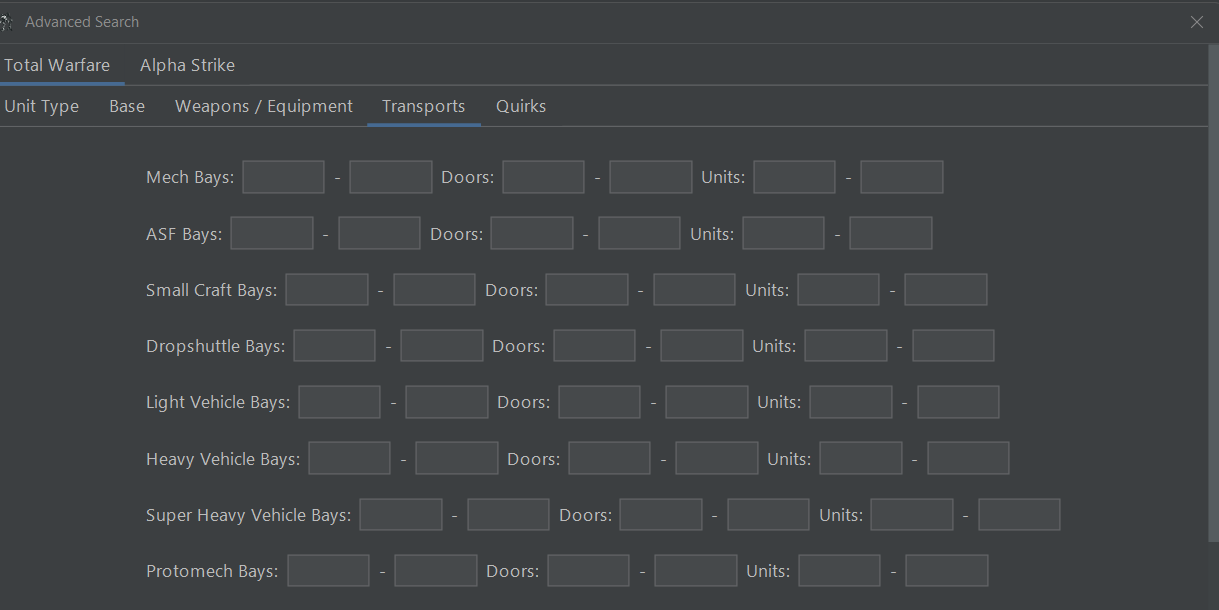 Advanced Search
Total Warfare Alpha Strike
Unit Type Base Weapons / Equipment Transports Quirks
Mech Bays: - Doors: - Units: -
ASF Bays: - Doors: - Units: -
Small Craft Bays: - Doors: - Units: -
Dropshuttle Bays: - Doors: - Units: -
Light Vehicle Bays: - Doors: - Units: -
Heavy Vehicle Bays: - Doors: - Units: -
Super Heavy Vehicle Bays: - Doors: - Units: -
Protomech Bays: - Doors: - Units: -